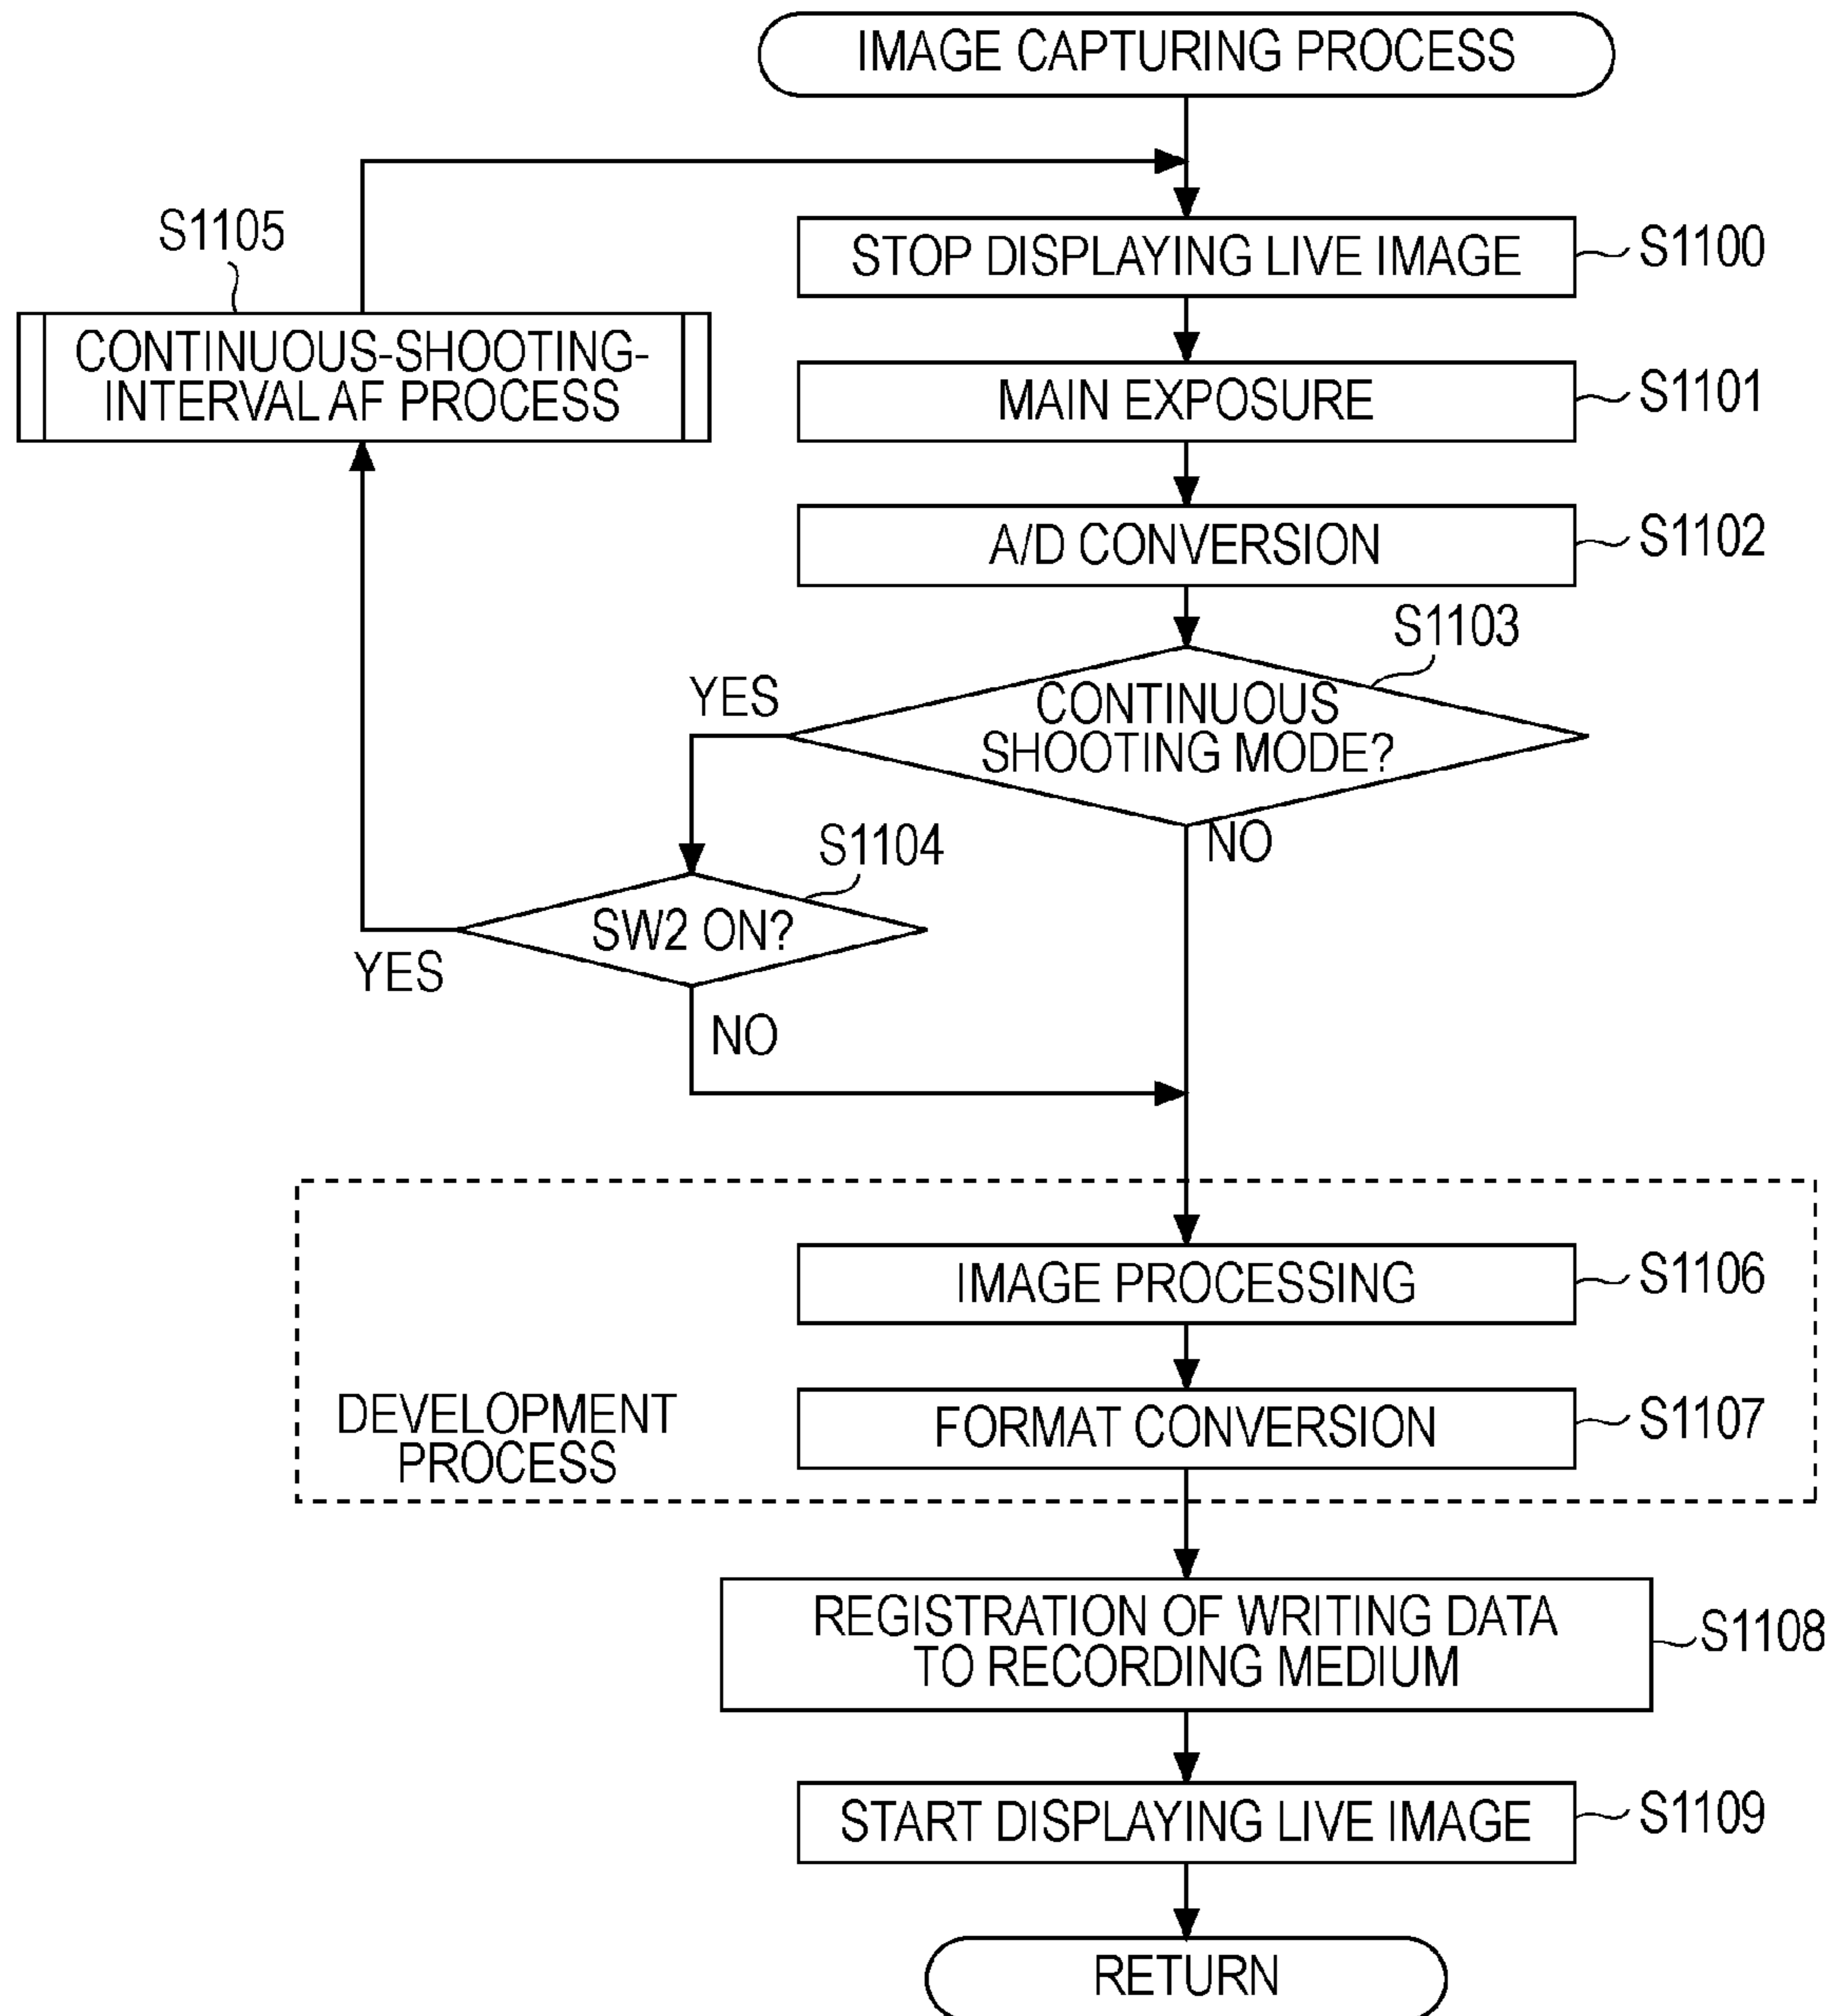 IMAGE CAPTURING PROCESS
S1105
STOP DISPLAYING LIVE IMAGE
S1100
CONTINUOUS-SHOOTING-
INTERVAL AF PROCESS
MAIN EXPOSURE
S1101
A/D CONVERSION
S1102
S1103
YES
CONTINUOUS
SHOOTING MODE?
NO
S1104
SW2 ON?
YES
NO
IMAGE PROCESSING
S1106
DEVELOPMENT
PROCESS
FORMAT CONVERSION
S1107
REGISTRATION OF WRITING DATA
TO RECORDING MEDIUM
S1108
START DISPLAYING LIVE IMAGE
S1109
RETURN